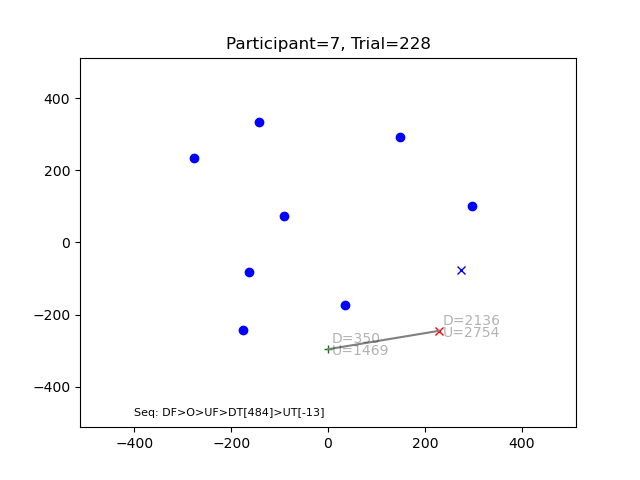 Participant=7, Trial=228
400
200
0
−200
−400
D=2136
U=2754
D=350
U=1469
Seq: DF>O>UF>DT[484]>UT[-13]
−400
−200
0
200
400